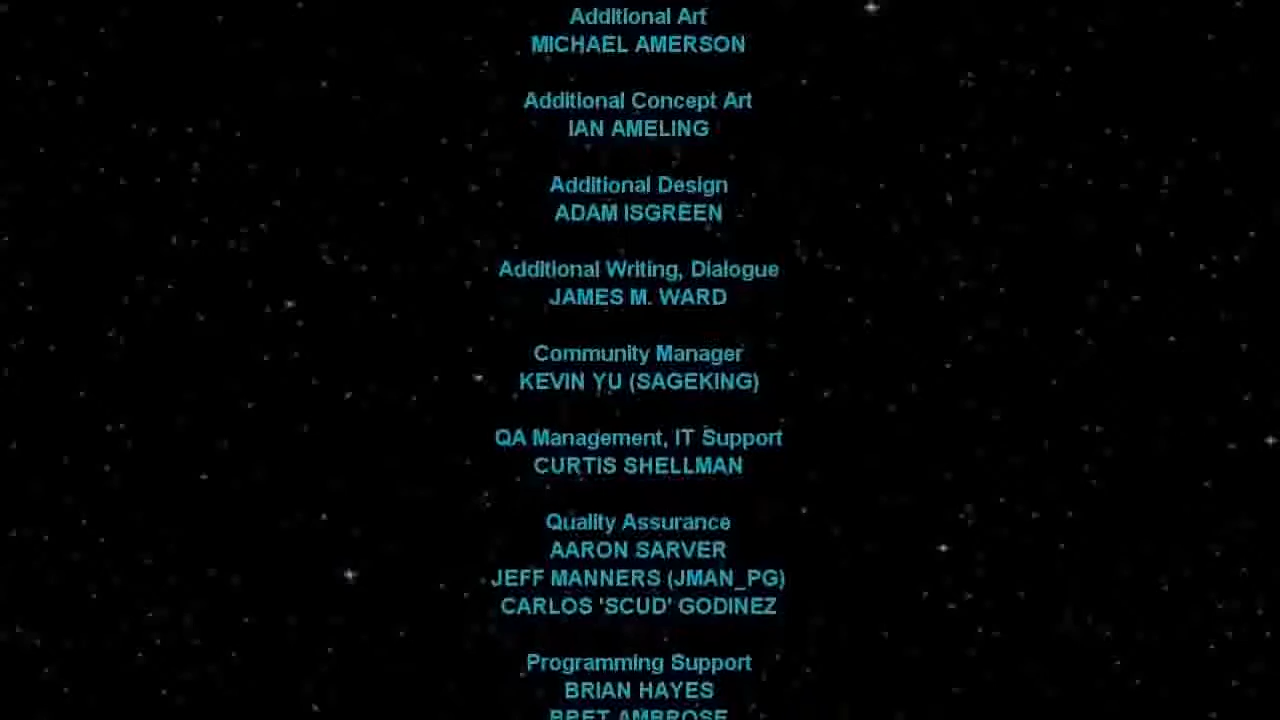 Additional Art
MICHAEL AMERSON
Additional Concept Art
IAN AMELING
Additional Design
ADAM ISGREEN
Additional Writing, Dialogue
JAMES M. WARD
Community Manager
KEVIN YU (SAGEKING)
QA Management, IT Support
CURTIS SHELLMAN
Quality Assurance
AARON SARVER
JEFF MANNERS (JMAN_PG)
CARLOS 'SCUD' GODINEZ
Programming Support
BRIAN HAYES
BRET AMBROSE